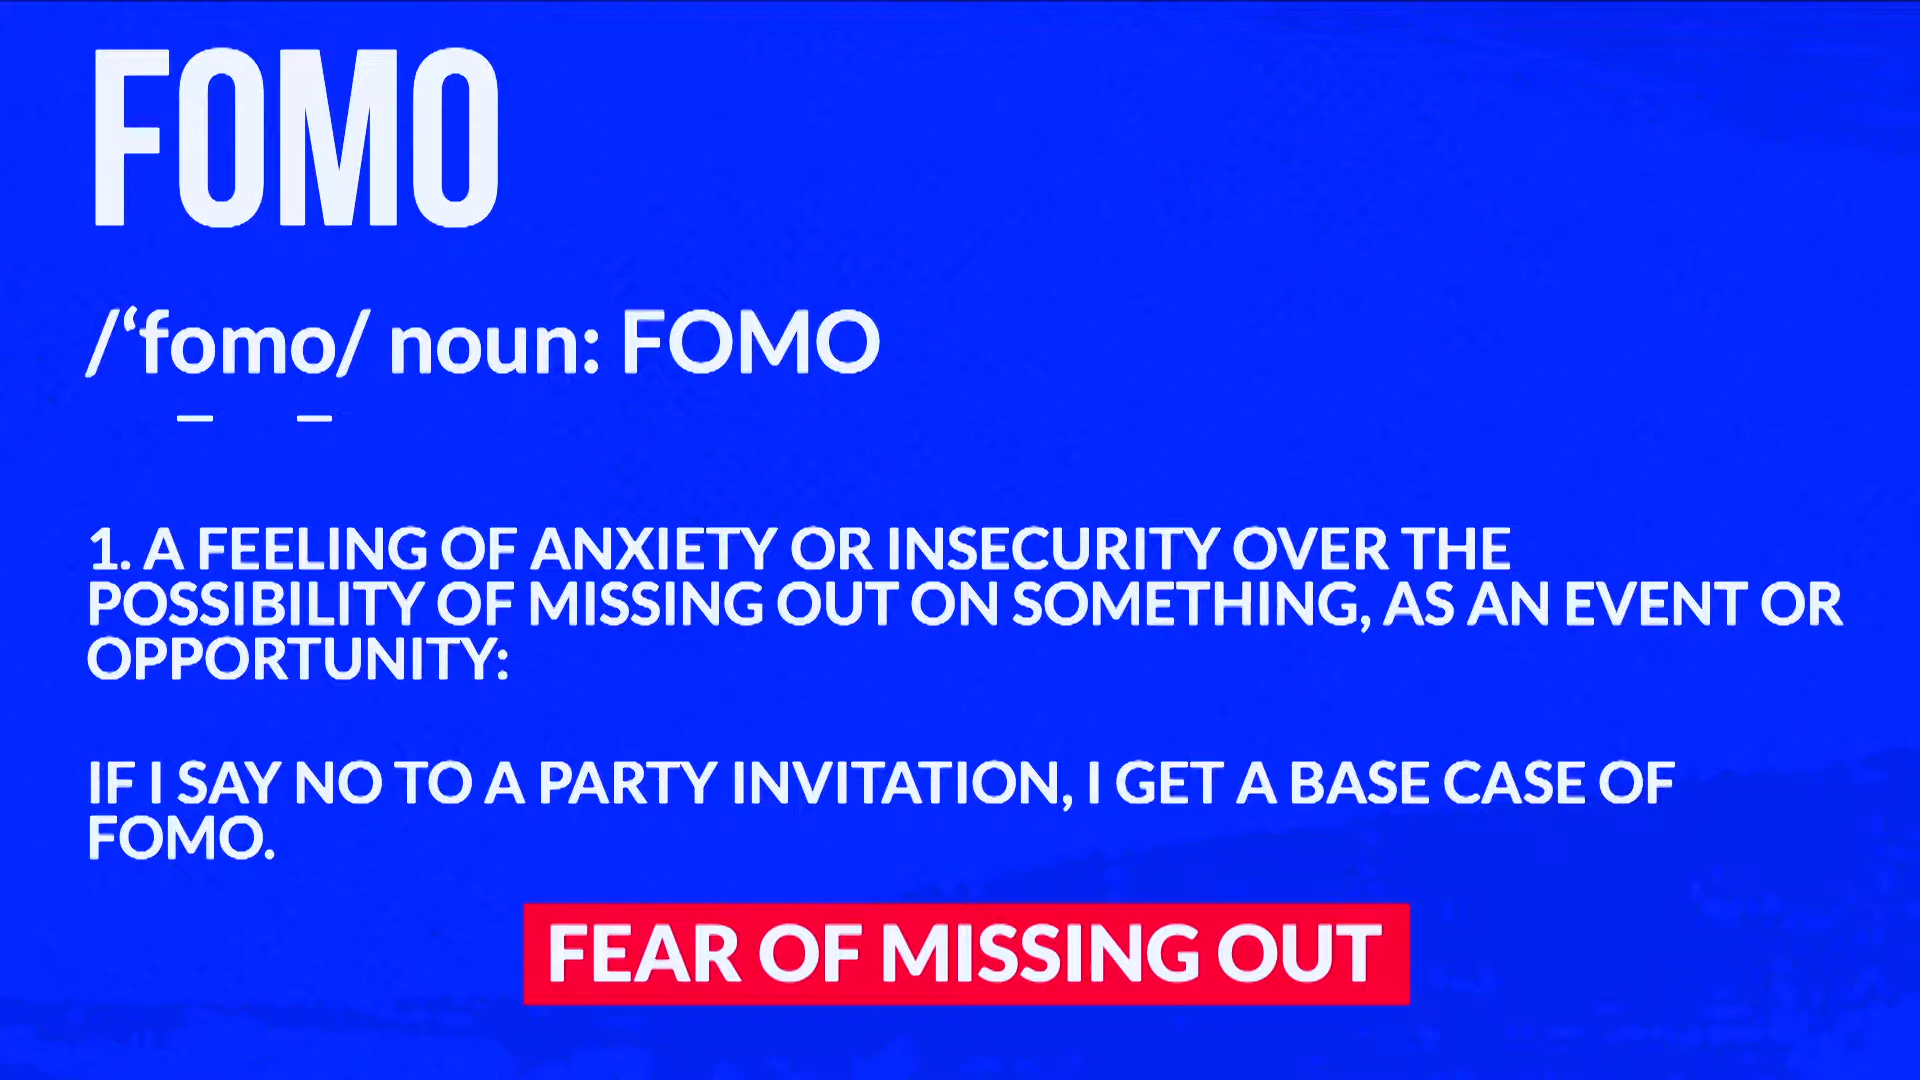 FOMO
/‘fomo/ noun: FOMO
1. A FEELING OF ANXIETY OR INSECURITY OVER THE
POSSIBILITY OF MISSING OUT ON SOMETHING, AS AN EVENT OR
OPPORTUNITY:
IF I SAY NO TO A PARTY INVITATION, I GET A BASE CASE OF
FOMO.
FEAR OF MISSING OUT